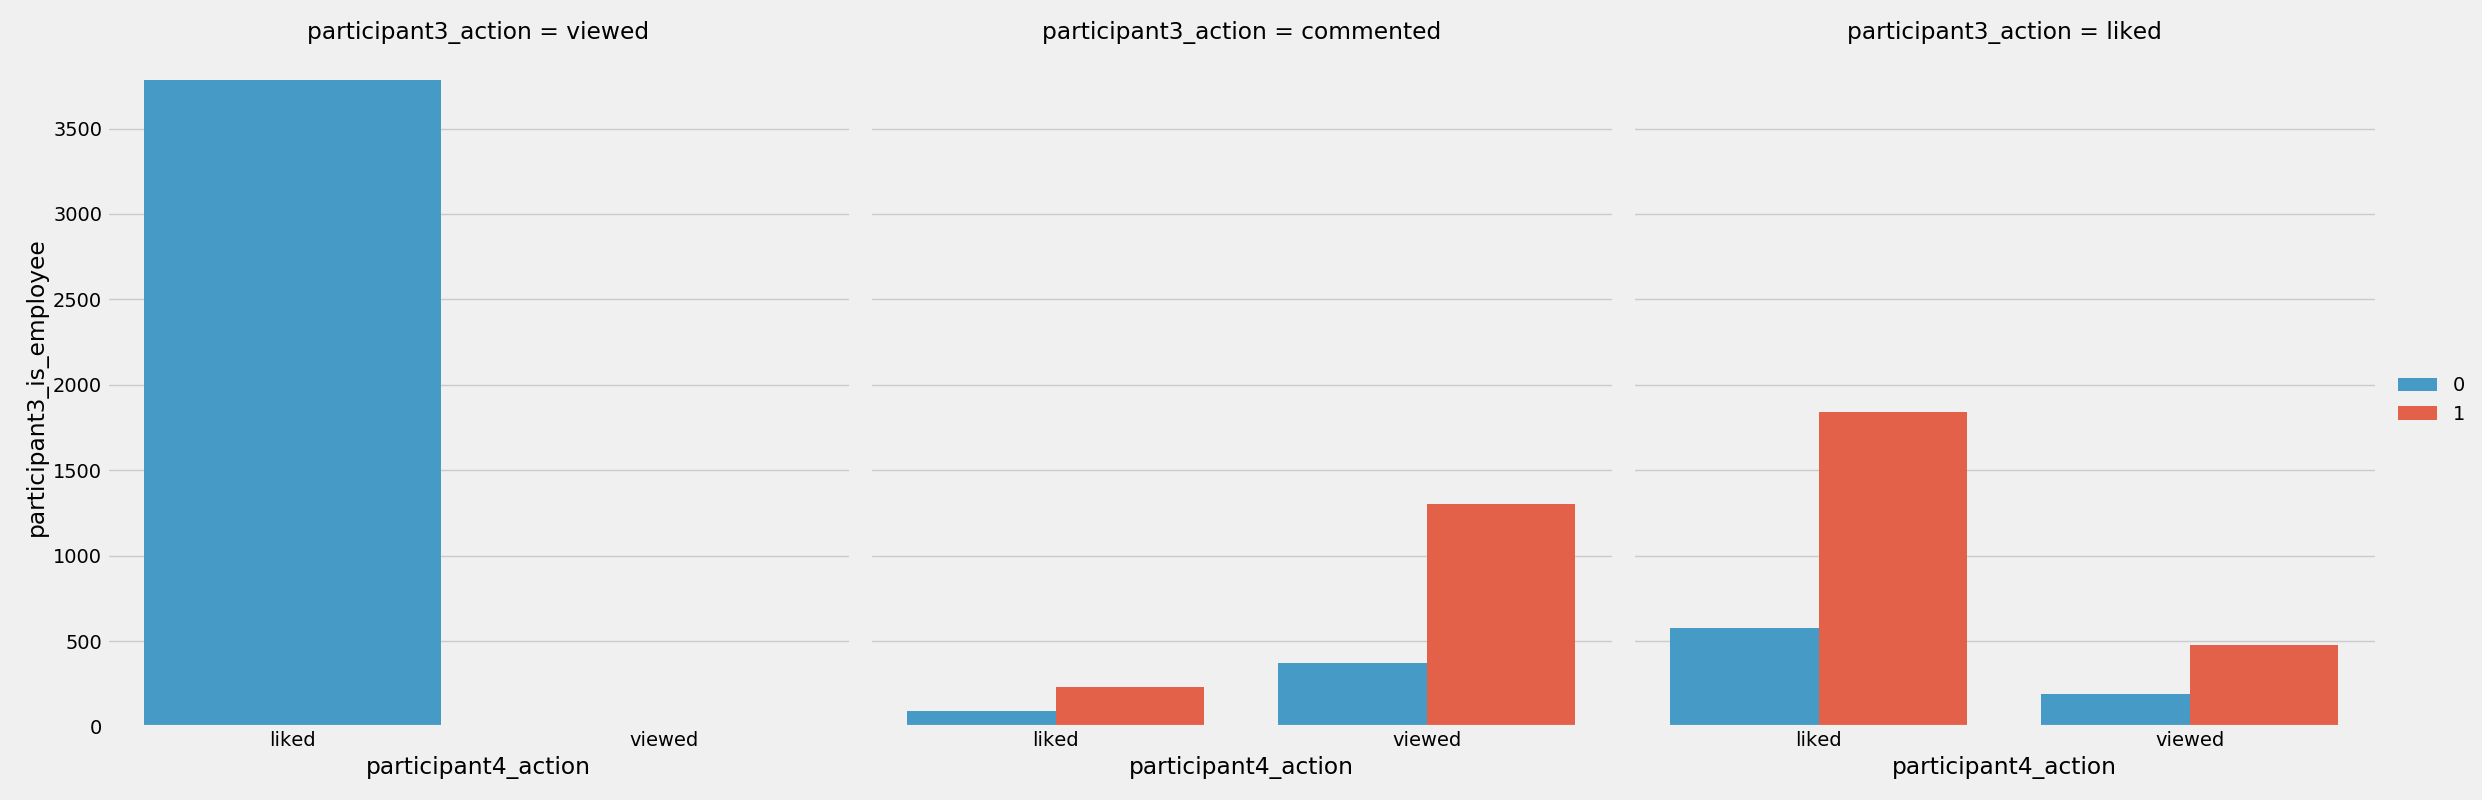 participant3_action = viewed
participant3_action = commented
participant3_action = liked
participant3_is_employee
3500
3000
2500
2000
1500
1000
500
0
liked
viewed
participant4_action
liked
viewed
participant4_action
liked
viewed
participant4_action
0
1